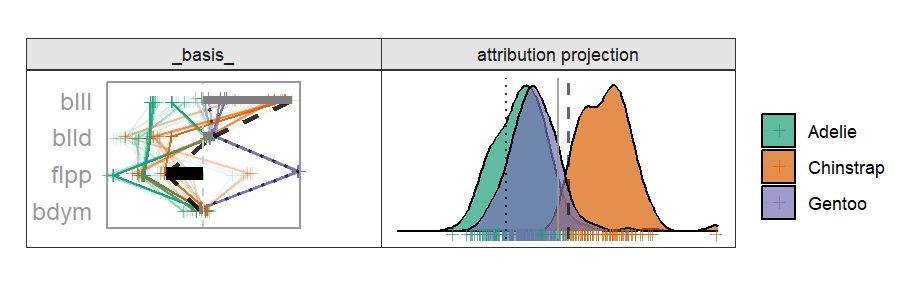 _basis_
attribution projection
blll
blld
flpp
bdym
Adelie
Chinstrap
Gentoo